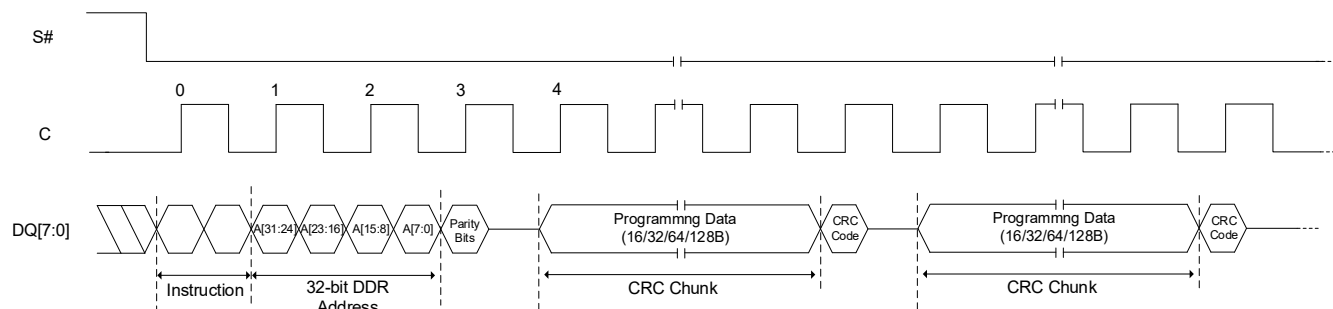 S#
0 1 2 3 4
C
DQ[7:0]
A[31:24] A[23:16] A[15:8] A[7:0]
Parity
Bits
Programmng Data
(16/32/64/128B)
CRC
Code
Programmng Data
(16/32/64/128B)
CRC
Code
Instruction
32-bit DDR
Address
CRC Chunk
CRC Chunk